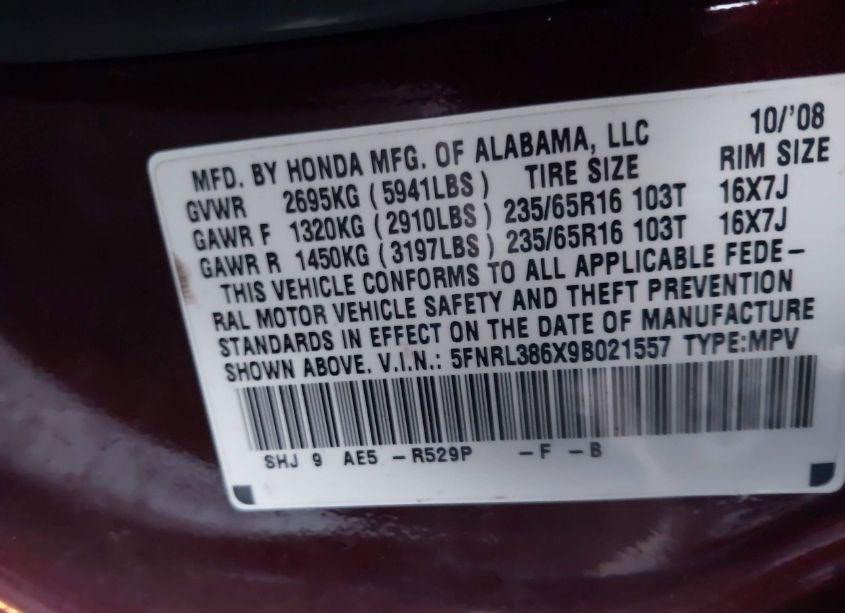 MFD. BY HONDA MFG. OF ALABAMA, LLC 10/'08
GVWR 2695KG (5941LBS) TIRE SIZE RIM SIZE
GAWR F 1320KG (2910LBS) 235/65R16 103T 16X7J
GAWR R 1450KG (3197LBS) 235/65R16 103T 16X7J
THIS VEHICLE CONFORMS TO ALL APPLICABLE FEDE-
RAL MOTOR VEHICLE SAFETY AND THEFT PREVENTION
STANDARDS IN EFFECT ON THE DATE OF MANUFACTURE
SHOWN ABOVE. V.I.N.: 5FNRL386X9B021557 TYPE:MPV
SHJ 9 AE5 -R529P -F -B